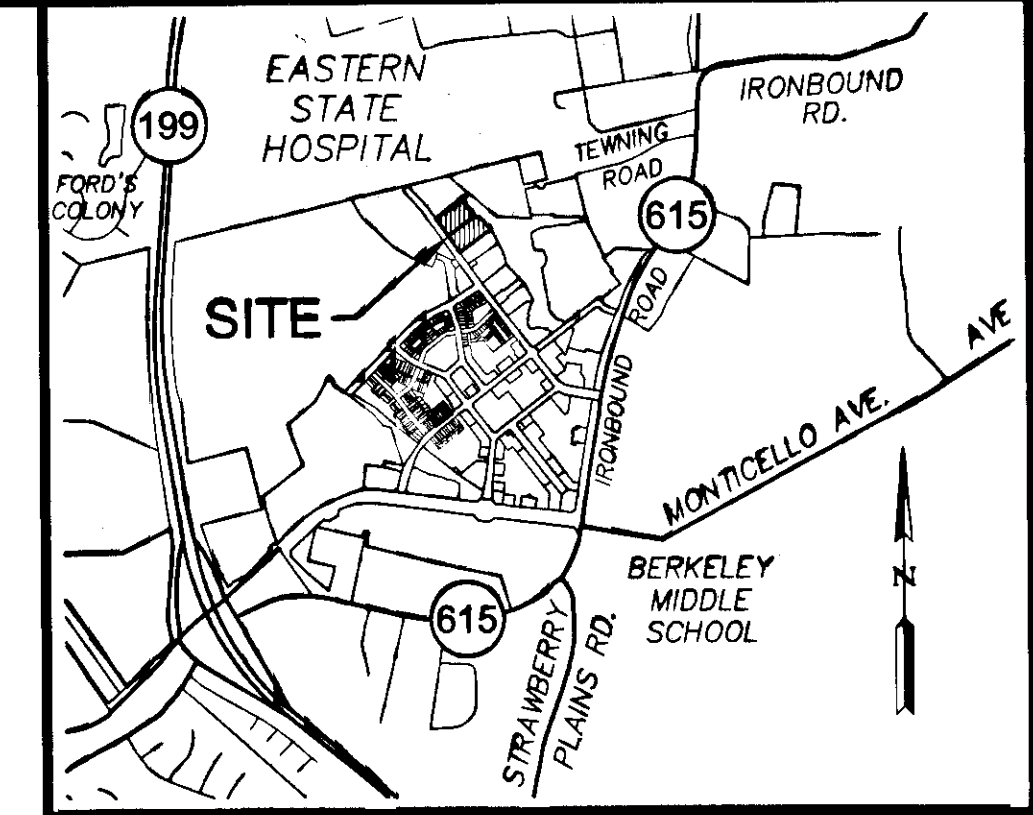 EASTERN
STATE
HOSPITAL
IRONBOUND
RD.
199
TEWNING
ROAD
FORD'S
COLONY
615
SITE
ROAD
IRONBOUND
AVE
MONTICELLO AVE.
BERKELEY
MIDDLE
SCHOOL
N
615
STRAWBERRY
PLAINS RD.